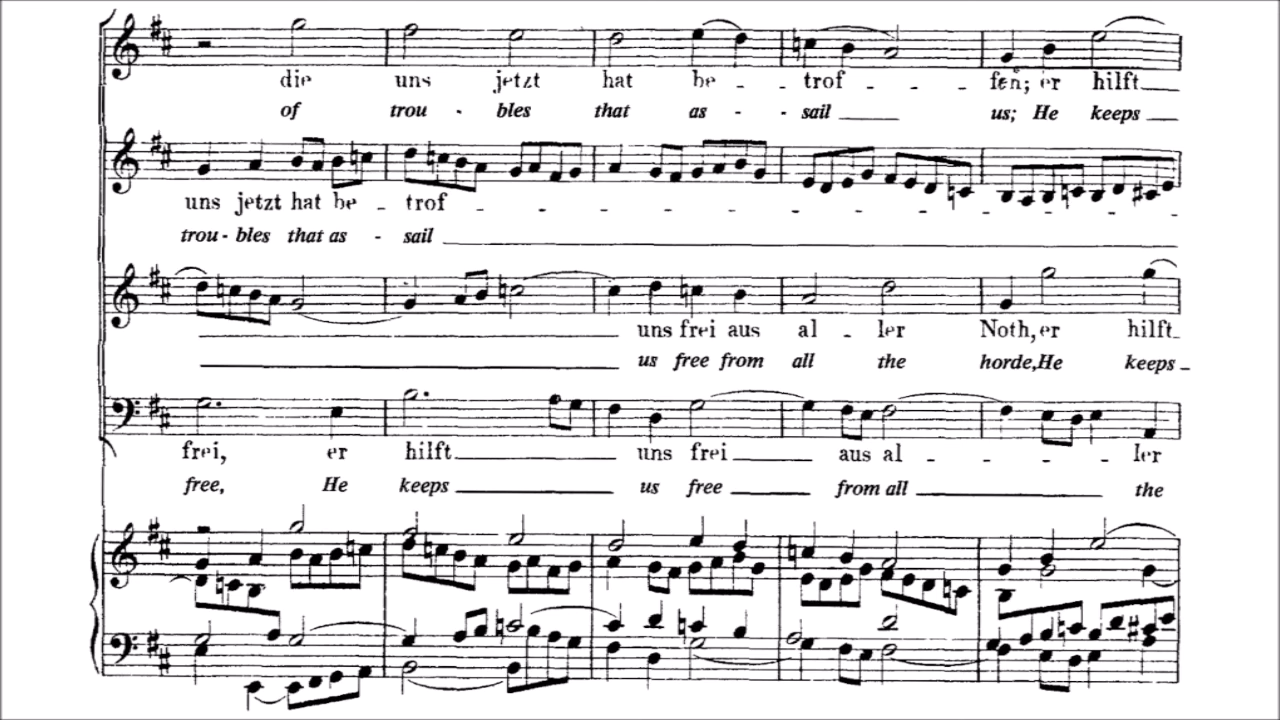 die uns jetzt hat be - - trof - - - fen; er hilft
of trou - bles that as - - sail us; He keeps
uns jetzt hat be - trof - - - - - - - - - - -
trou - bles that as - sail
uns frei aus al - ler Noth, er hilft
us free from all the horde, He keeps
frei, er hilft uns frei aus al - - - - ler
free, He keeps us free from all the